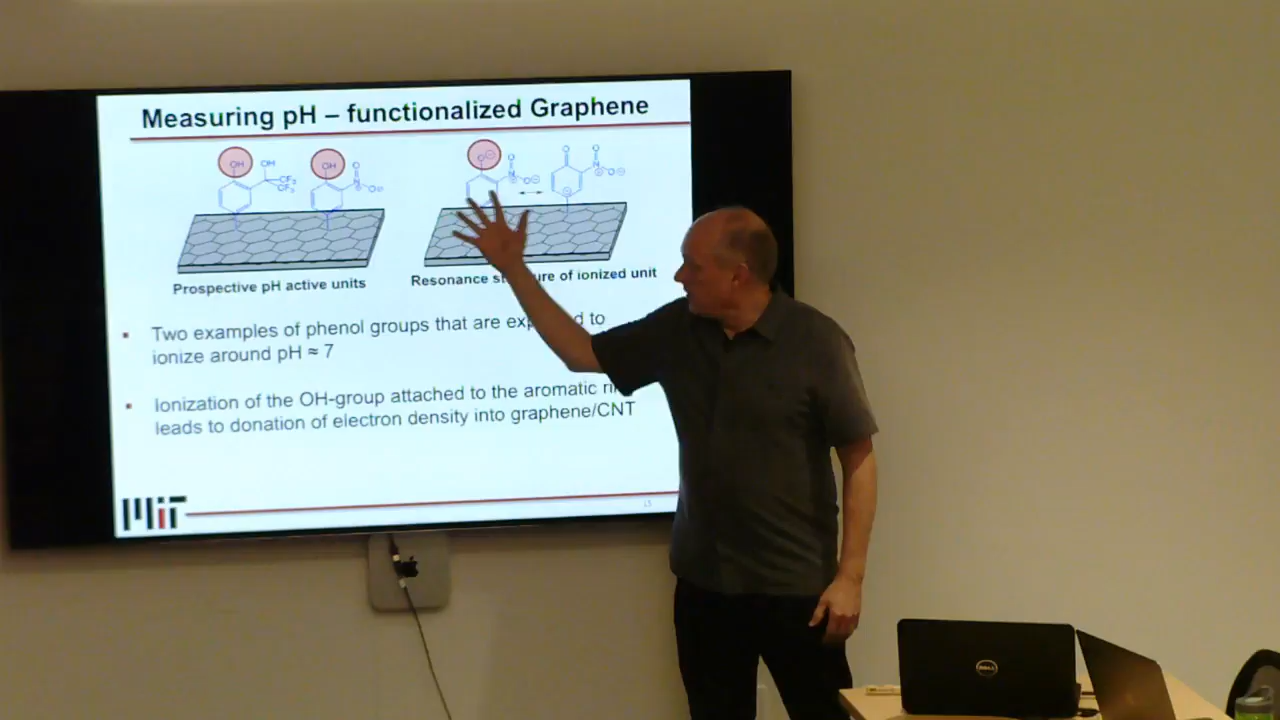 Measuring pH – functionalized Graphene
OH OH CF₃ CF₃ OH O
O O O
Prospective pH active units
Resonance st ure of ionized unit
▪ Two examples of phenol groups that are exp d to
ionize around pH ≈ 7
▪ Ionization of the OH-group attached to the aromatic ri
leads to donation of electron density into graphene/CNT
MIT
DELL